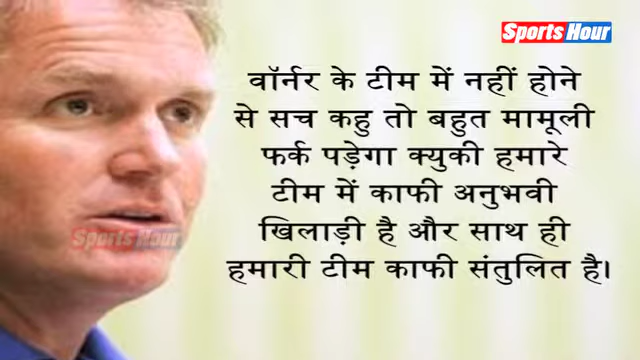 Sports Hour
वॉर्नर के टीम में नहीं होने
से सच कहु तो बहुत मामूली
फर्क पड़ेगा क्युकी हमारे
टीम में काफी अनुभवी
खिलाड़ी है और साथ ही
हमारी टीम काफी संतुलित है।
Sports Hour